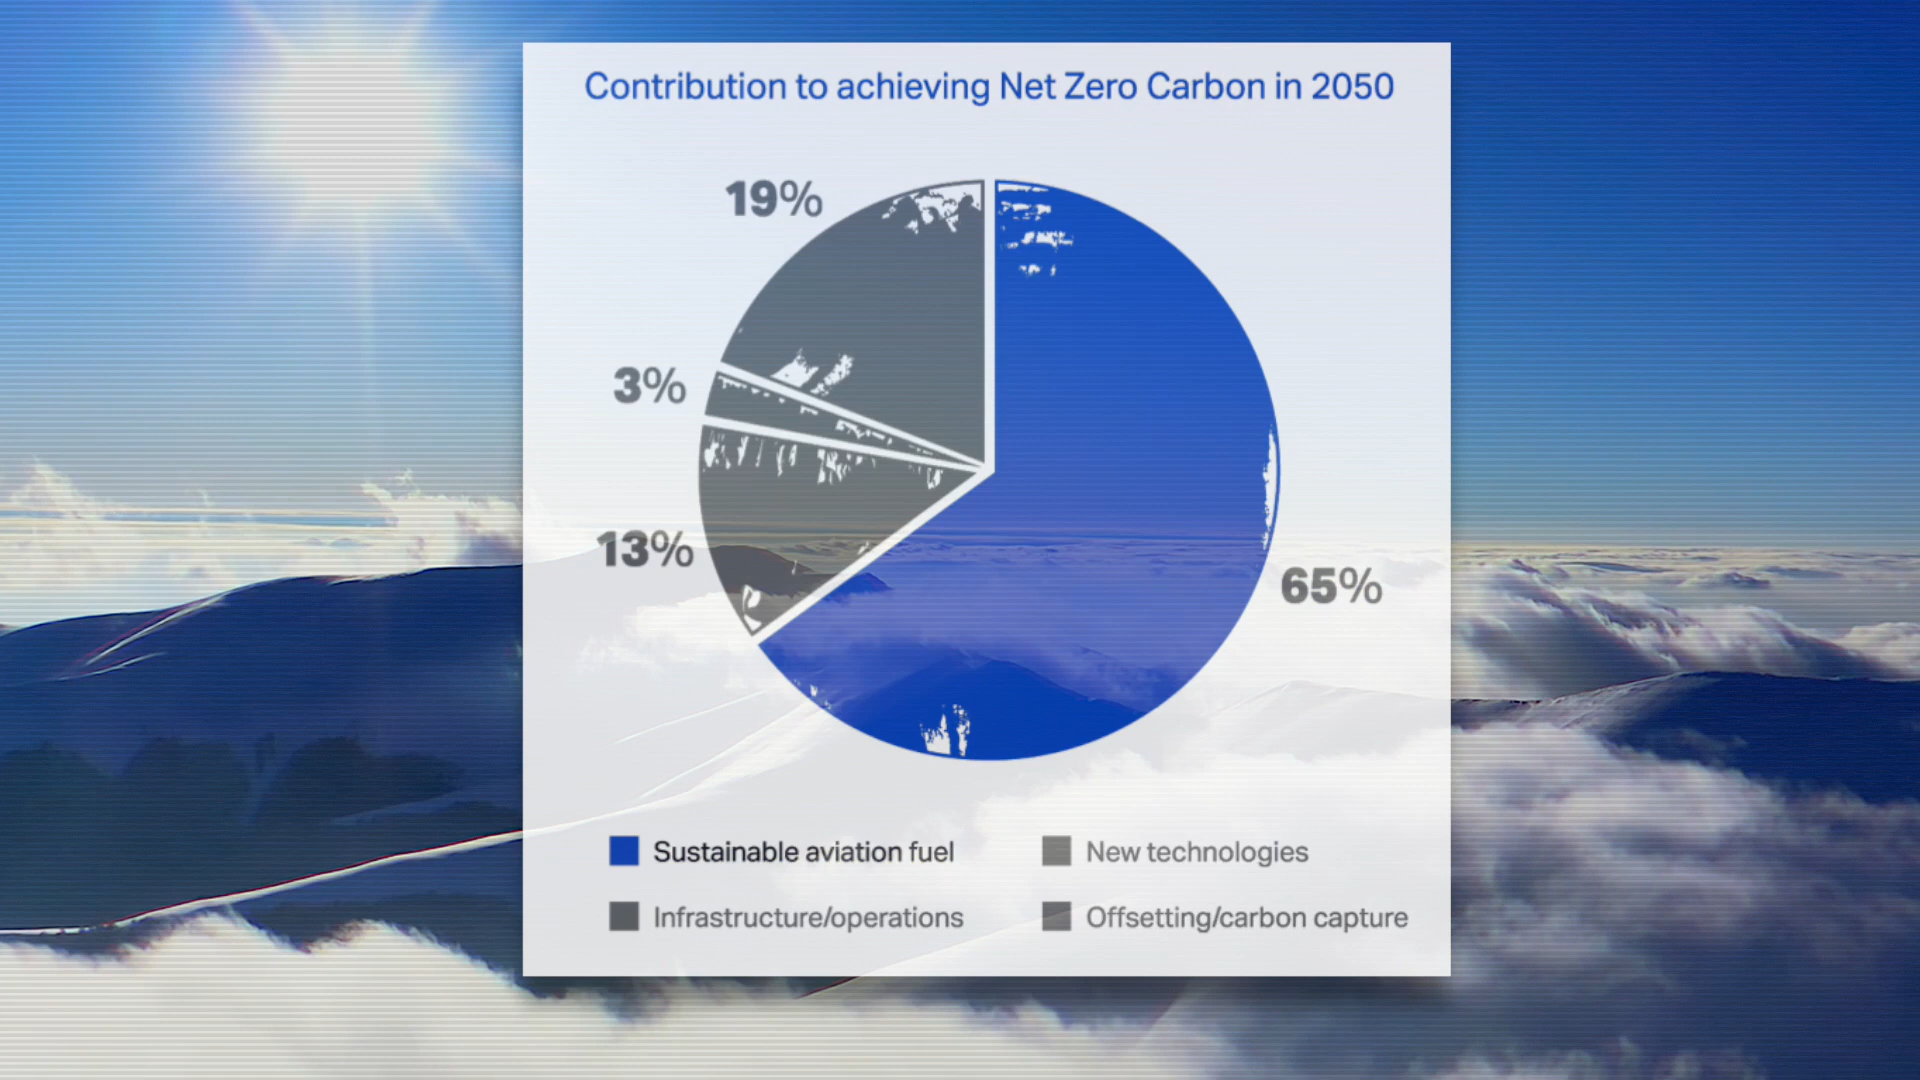 Contribution to achieving Net Zero Carbon in 2050
19%
3%
13%
65%
Sustainable aviation fuel
New technologies
Infrastructure/operations
Offsetting/carbon capture